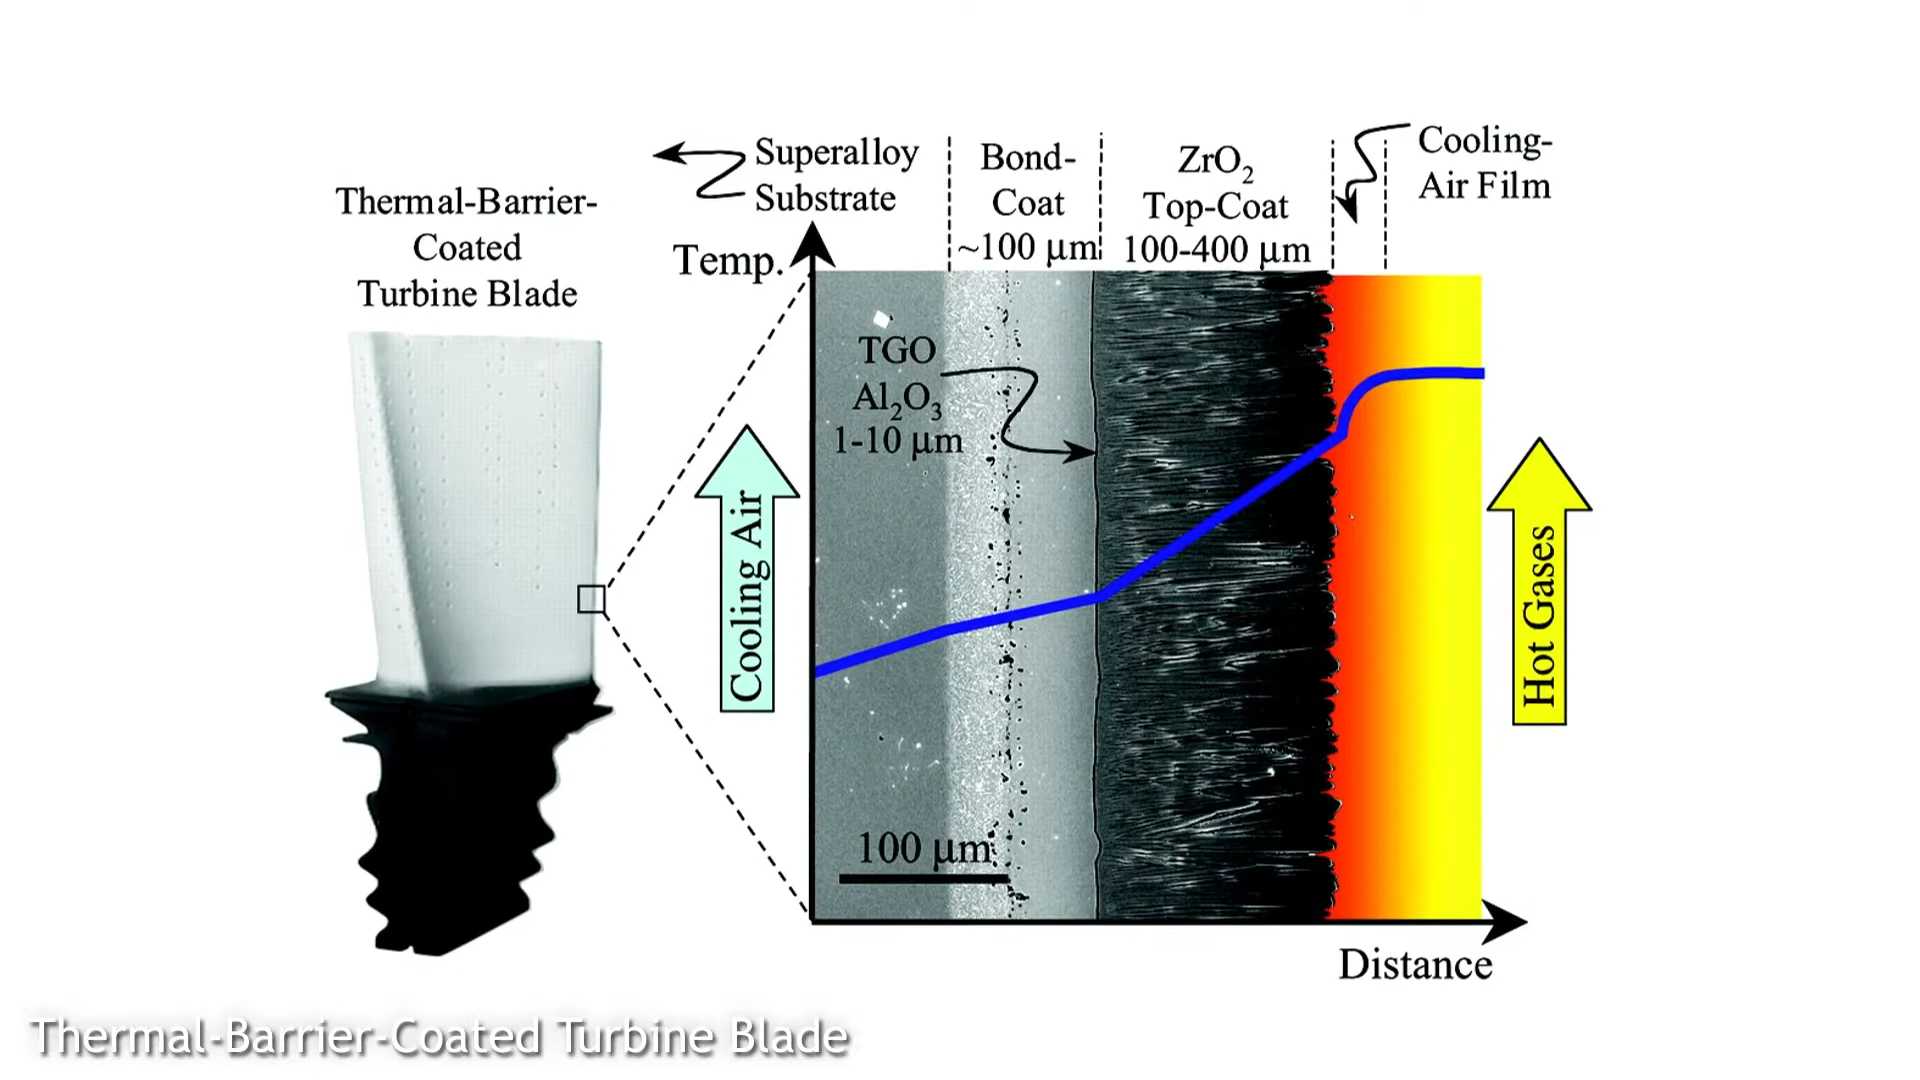 Thermal-Barrier-
Coated
Turbine Blade
Superalloy
Substrate
Bond-
Coat
~100 μm
ZrO₂
Top-Coat
100-400 μm
Cooling-
Air Film
Temp.
TGO
Al₂O₃
1-10 μm
Cooling Air
Hot Gases
100 μm
Distance
Thermal-Barrier-Coated Turbine Blade